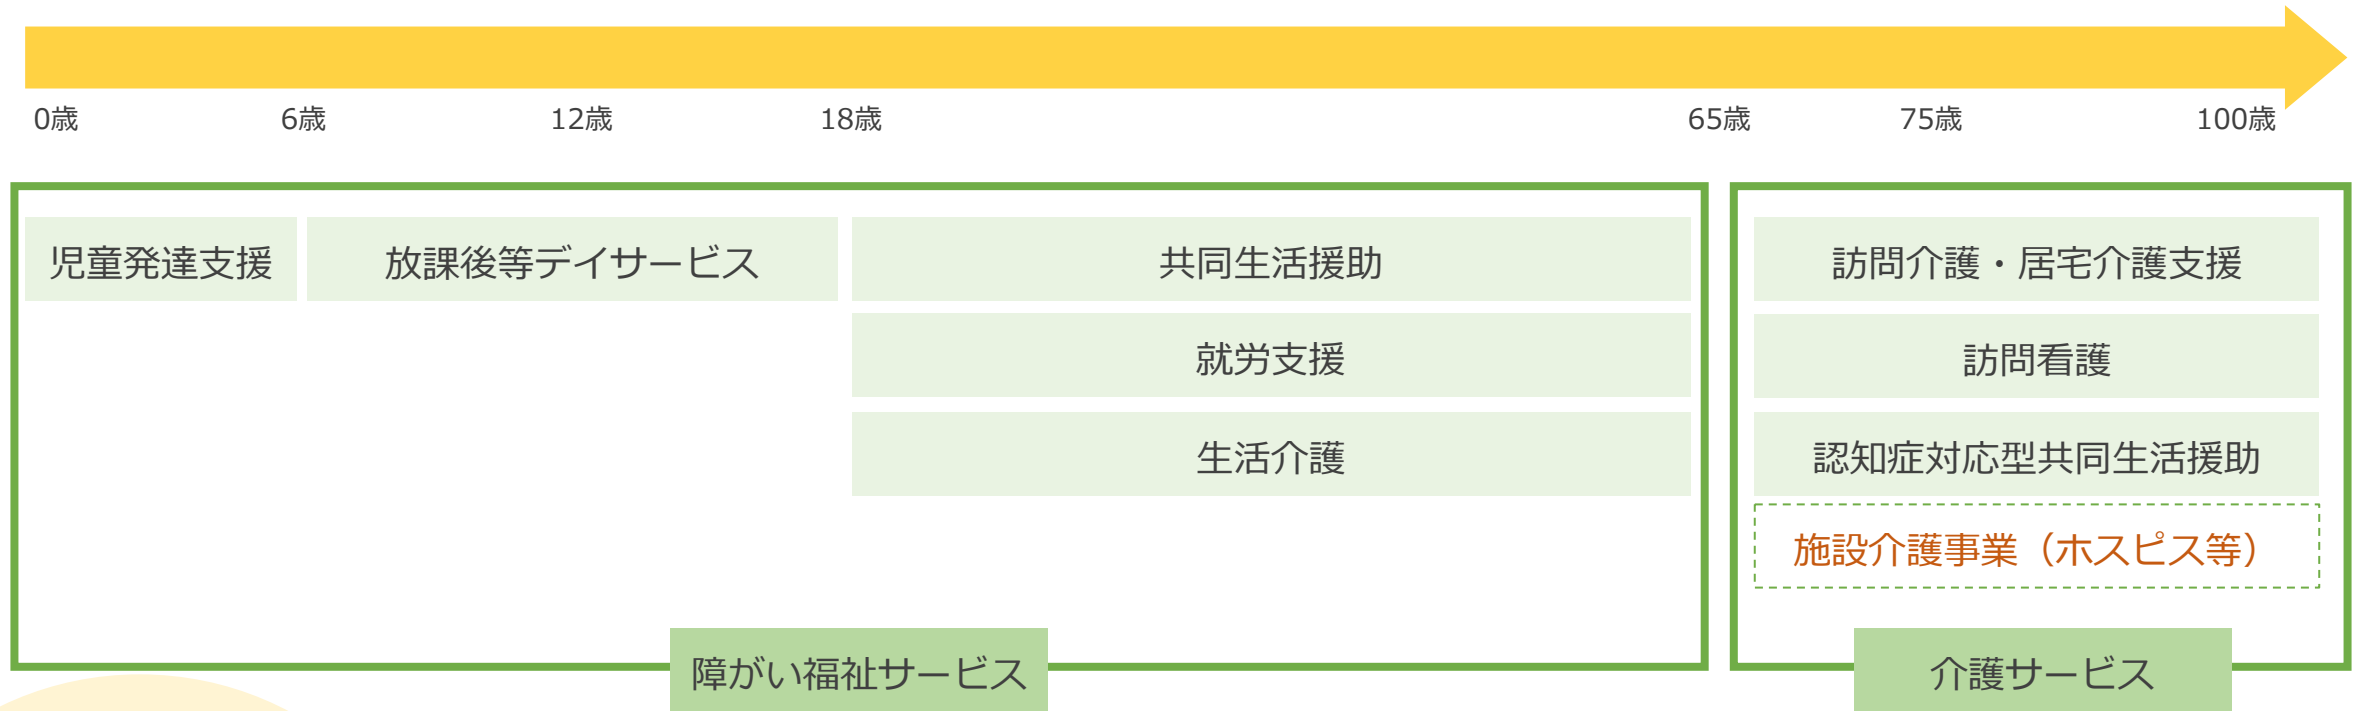 0歳
6歳
12歳
18歳
65歳
75歳
100歳
児童発達支援
放課後等デイサービス
共同生活援助
就労支援
生活介護
障がい福祉サービス
訪問介護・居宅介護支援
訪問看護
認知症対応型共同生活援助
施設介護事業（ホスピス等）
介護サービス